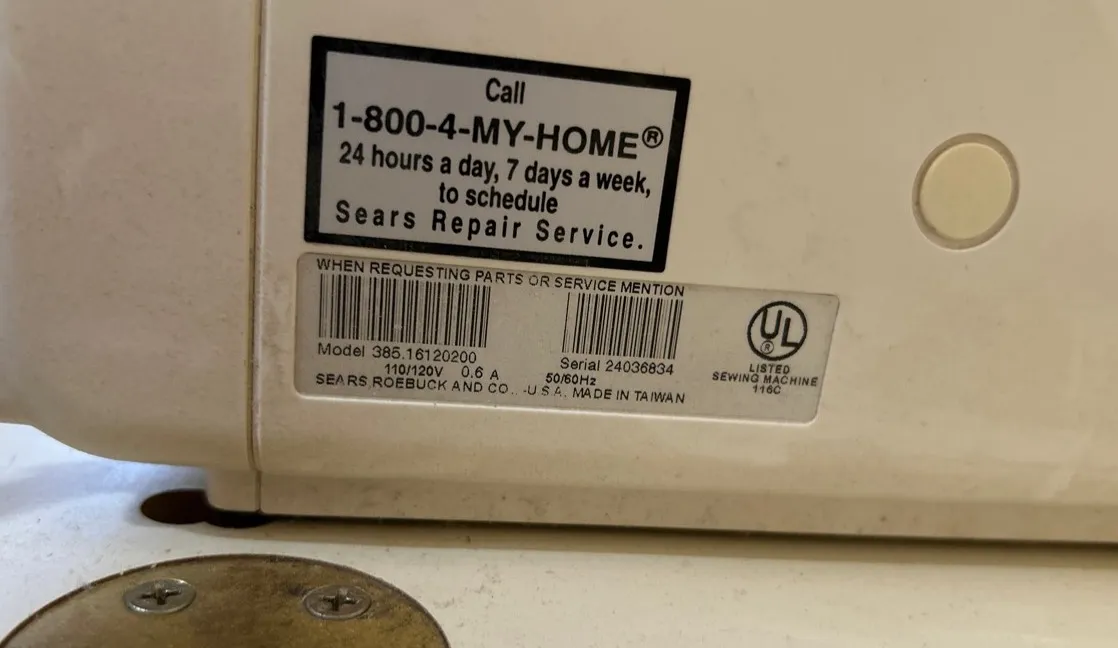 Call
1-800-4-MY-HOME®
24 hours a day, 7 days a week,
to schedule
Sears Repair Service.
WHEN REQUESTING PARTS OR SERVICE MENTION
Model 385.16120200
Serial 24036834
110/120V 0.6 A 50/60Hz
SEARS ROEBUCK AND CO., -U.S.A. MADE IN TAIWAN
UL
®
LISTED
SEWING MACHINE
116C